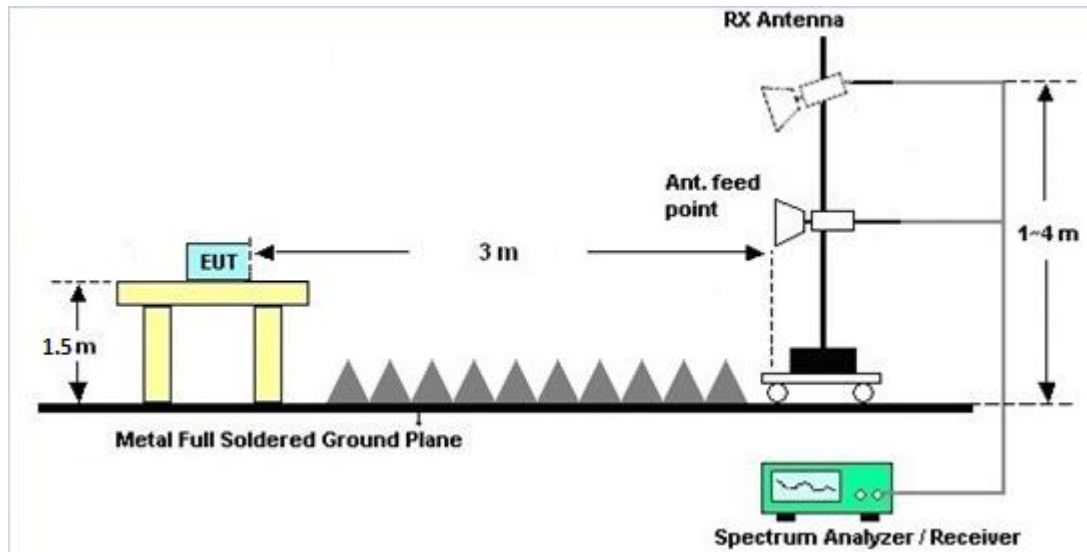 RX Antenna
Ant. feed
point
EUT
3 m
1~4 m
1.5 m
Metal Full Soldered Ground Plane
Spectrum Analyzer / Receiver